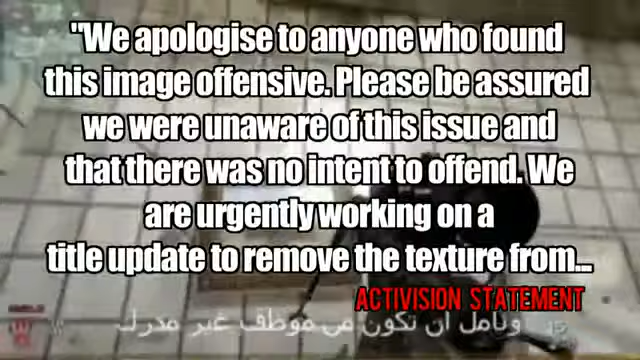 "We apologise to anyone who found
this image offensive. Please be assured
we were unaware of this issue and
that there was no intent to offend. We
are urgently working on a
title update to remove the texture from...
ACTIVISION STATEMENT
ونامل ان تكون مى موظف غير مدرك